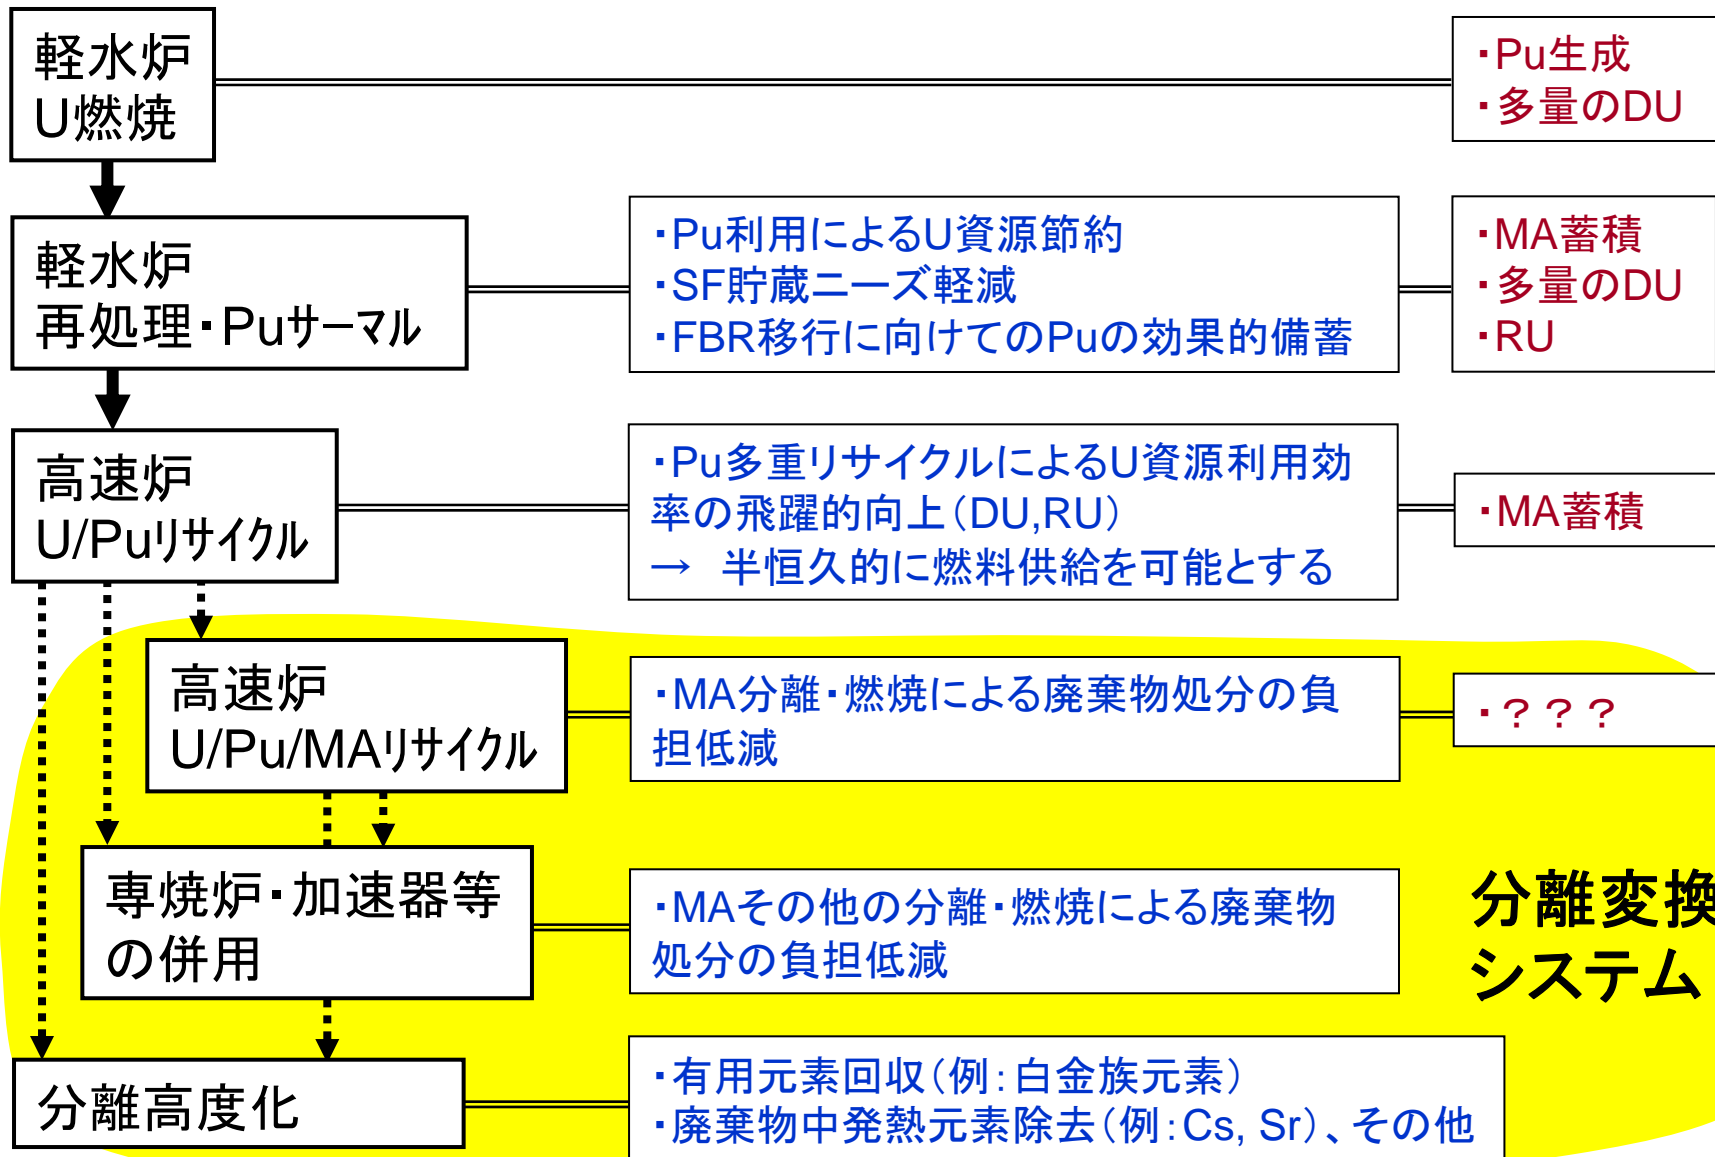 軽水炉
U燃焼
・Pu生成
・多量のDU
軽水炉
再処理・Puサーマル
・Pu利用によるU資源節約
・SF貯蔵ニーズ軽減
・FBR移行に向けてのPuの効果的備蓄
・MA蓄積
・多量のDU
・RU
高速炉
U/Puリサイクル
・Pu多重リサイクルによるU資源利用効
率の飛躍的向上（DU,RU）
→ 半恒久的に燃料供給を可能とする
・MA蓄積
高速炉
U/Pu/MAリサイクル
・MA分離・燃焼による廃棄物処分の負
担低減
・？？？
専焼炉・加速器等
の併用
・MAその他の分離・燃焼による廃棄物
処分の負担低減
分離変換
システム
分離高度化
・有用元素回収（例：白金族元素）
・廃棄物中発熱元素除去（例：Cs, Sr）、その他